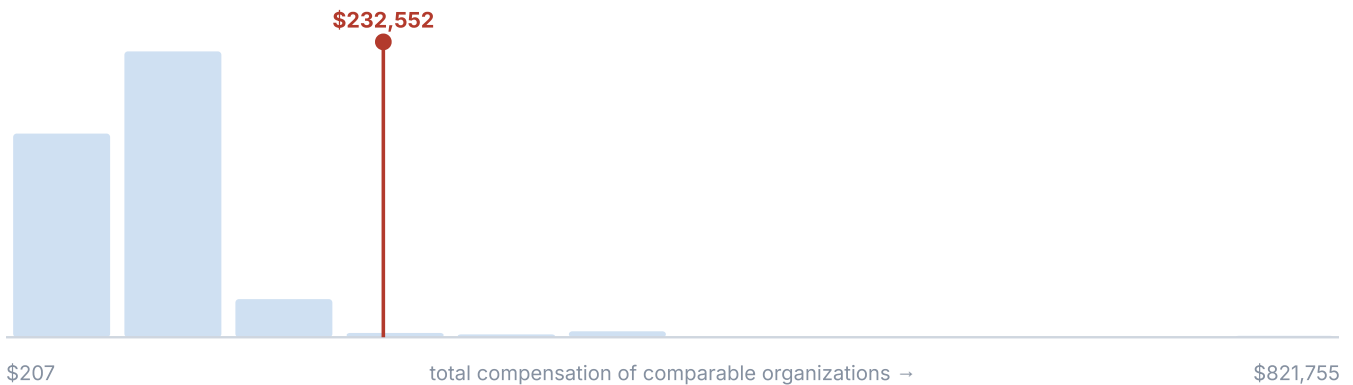 $232,552
$207 total compensation of comparable organizations → $821,755